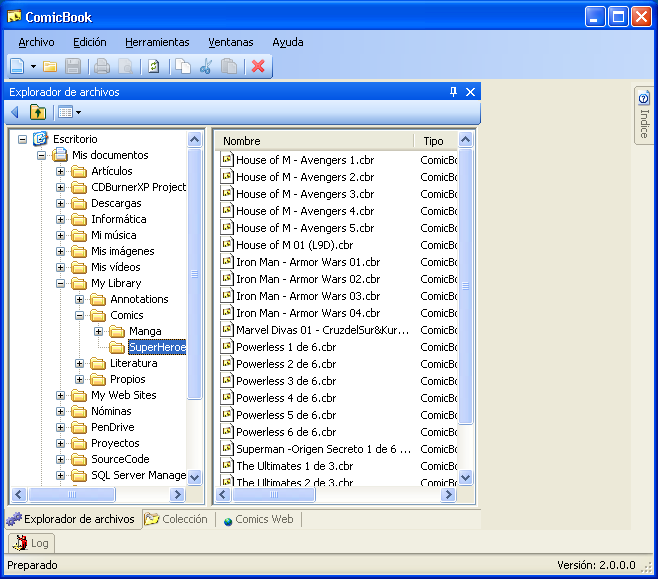 ComicBook
Archivo Edición Herramientas Ventanas Ayuda
Explorador de archivos
Indice
Escritorio
Mis documentos
Artículos
CDBurnerXP Project
Descargas
Informática
Mi música
Mis imágenes
Mis vídeos
My Library
Annotations
Comics
Manga
SuperHeroe
Literatura
Propios
My Web Sites
Nóminas
PenDrive
Proyectos
SourceCode
SQL Server Manage
Nombre Tipo
House of M - Avengers 1.cbr ComicBo
House of M - Avengers 2.cbr ComicBo
House of M - Avengers 3.cbr ComicBo
House of M - Avengers 4.cbr ComicBo
House of M - Avengers 5.cbr ComicBo
House of M 01 (L9D).cbr ComicBo
Iron Man - Armor Wars 01.cbr ComicBo
Iron Man - Armor Wars 02.cbr ComicBo
Iron Man - Armor Wars 03.cbr ComicBo
Iron Man - Armor Wars 04.cbr ComicBo
Marvel Divas 01 - CruzdelSur&Kur... ComicBo
Powerless 1 de 6.cbr ComicBo
Powerless 2 de 6.cbr ComicBo
Powerless 3 de 6.cbr ComicBo
Powerless 4 de 6.cbr ComicBo
Powerless 5 de 6.cbr ComicBo
Powerless 6 de 6.cbr ComicBo
Superman -Origen Secreto 1 de 6 ... ComicBo
The Ultimates 1 de 3.cbr ComicBo
The Ultimates 2 de 3.cbr ComicBo
Explorador de archivos Colección Comics Web
Log
Preparado Versión: 2.0.0.0